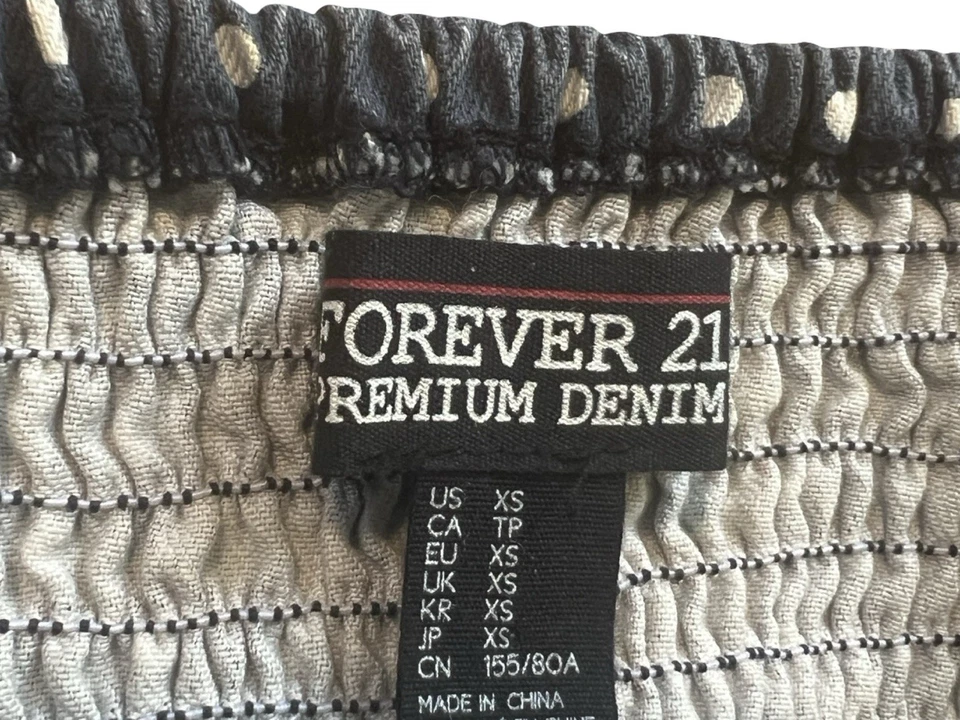 FOREVER 21
PREMIUM DENIM
US XS
CA TP
EU XS
UK XS
KR XS
JP XS
CN 155/80A
MADE IN CHINA